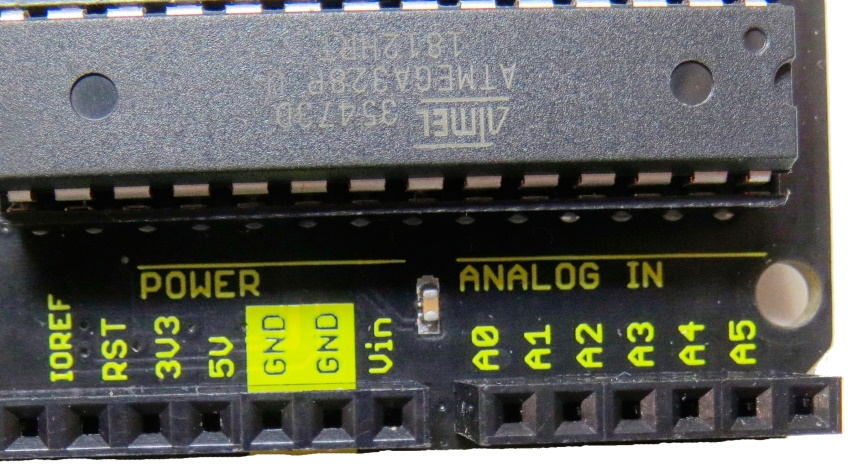 ATMEL 35473D
ATMEGA328P U
1812HRT
POWER
ANALOG IN
IOREF RST 3V3 5V GND GND Vin A0 A1 A2 A3 A4 A5